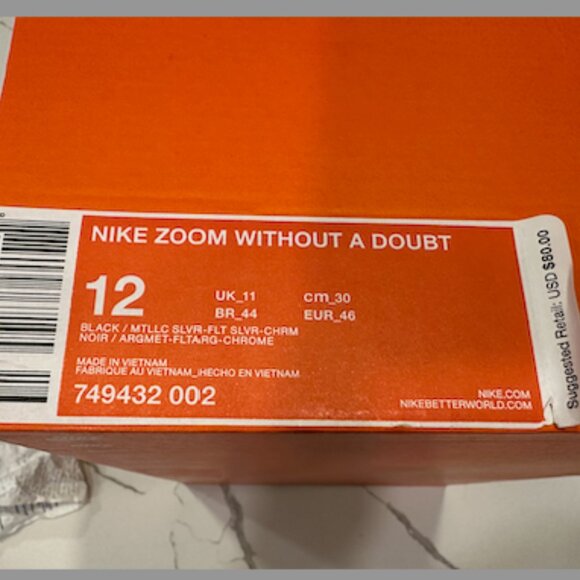 NIKE ZOOM WITHOUT A DOUBT
12
UK_11 cm_30
BR_44 EUR_46
BLACK / MTLLC SLVR-FLT SLVR-CHRM
NOIR / ARGMET-FLTARG-CHROME
MADE IN VIETNAM
FABRIQUE AU VIETNAM_HECHO EN VIETNAM
749432 002
NIKE.COM
NIKEBETTERWORLD.COM
Suggested Retail: USD $80.00